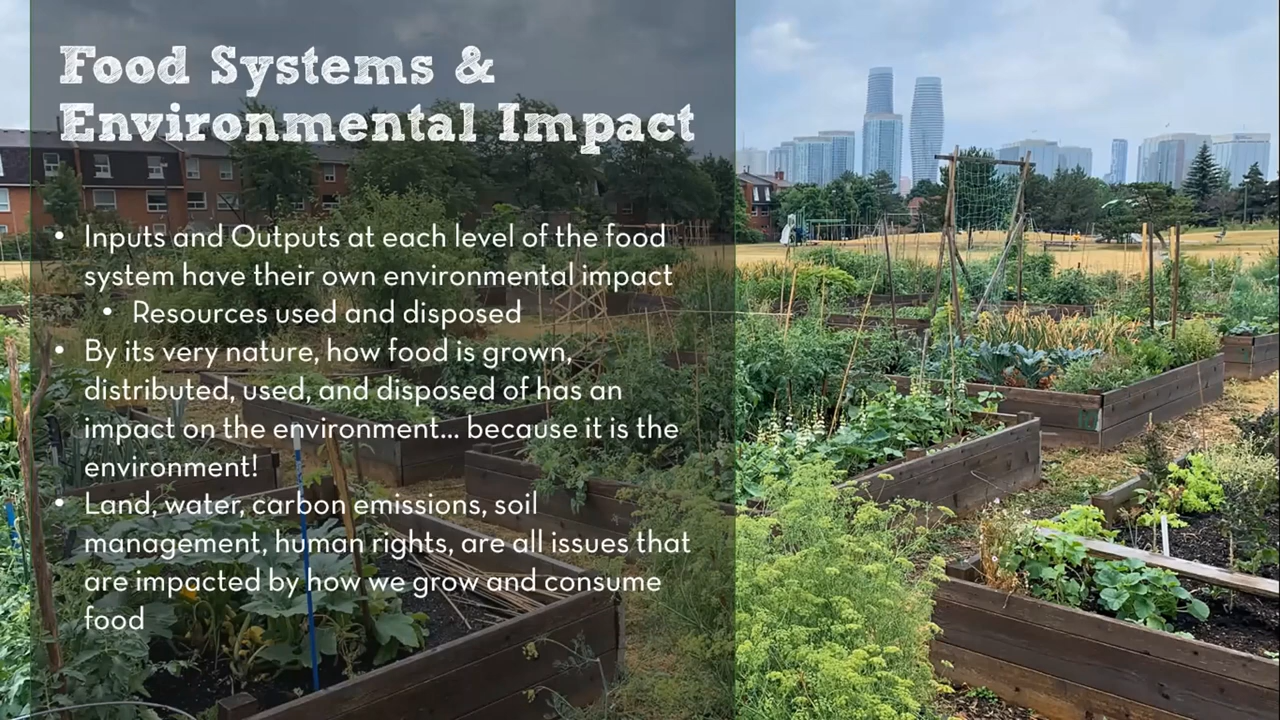 Food Systems &
Environmental Impact
• Inputs and Outputs at each level of the food
system have their own environmental impact
• Resources used and disposed
• By its very nature, how food is grown,
distributed, used, and disposed of has an
impact on the environment... because it is the
environment!
• Land, water, carbon emissions, soil
management, human rights, are all issues that
are impacted by how we grow and consume
food